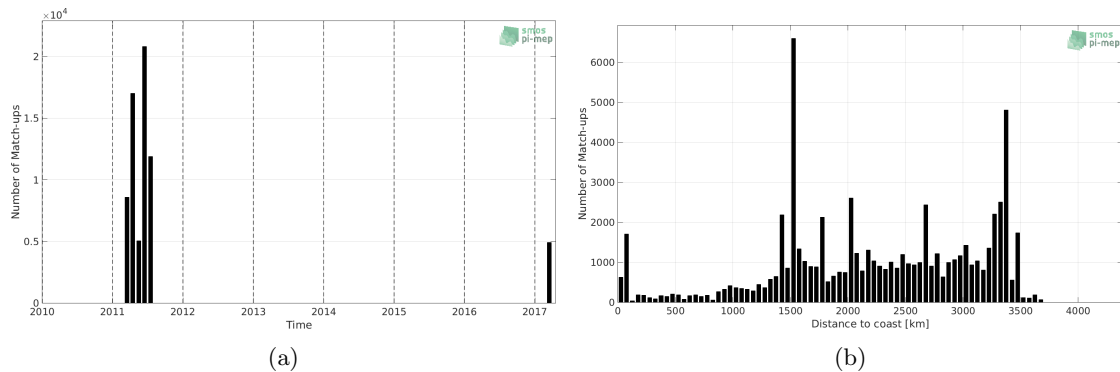 ×10⁴
2
1.5
1
0.5
0
Number of Match-ups
2010 2011 2012 2013 2014 2015 2016 2017
Time
smos
pi-mep
(a)
6000
5000
4000
3000
2000
1000
0
Number of Match-ups
0 500 1000 1500 2000 2500 3000 3500 4000
Distance to coast [km]
smos
pi-mep
(b)